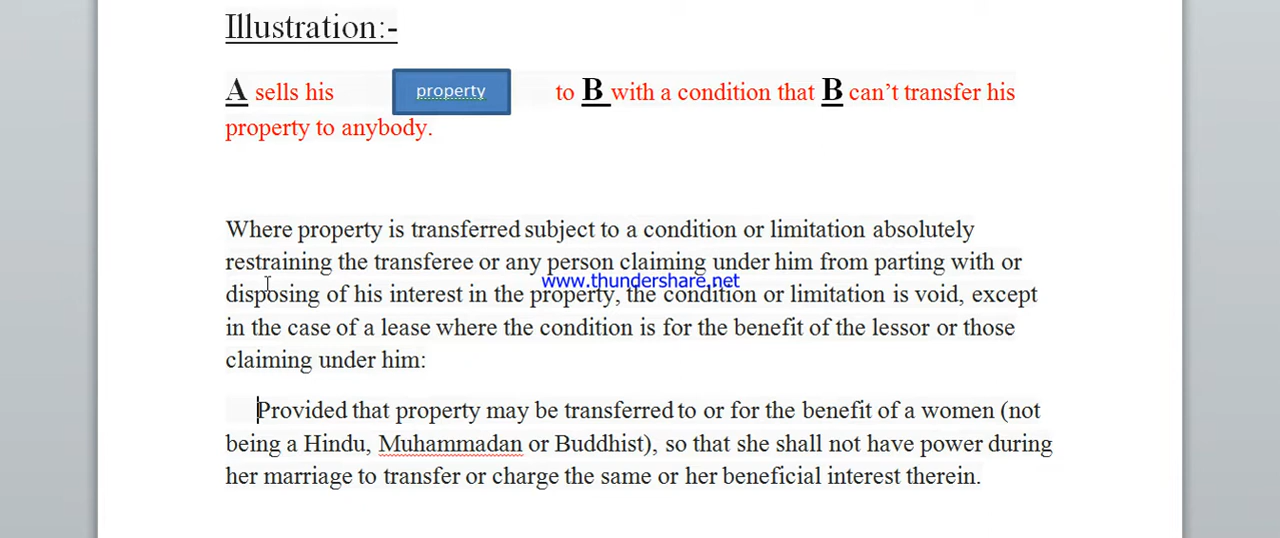 Illustration:-
A sells his property to B with a condition that B can't transfer his
property to anybody.
Where property is transferred subject to a condition or limitation absolutely
restraining the transferee or any person claiming under him from parting with or
www.thundershare.net
disposing of his interest in the property, the condition or limitation is void, except
in the case of a lease where the condition is for the benefit of the lessor or those
claiming under him:
Provided that property may be transferred to or for the benefit of a women (not
being a Hindu, Muhammadan or Buddhist), so that she shall not have power during
her marriage to transfer or charge the same or her beneficial interest therein.